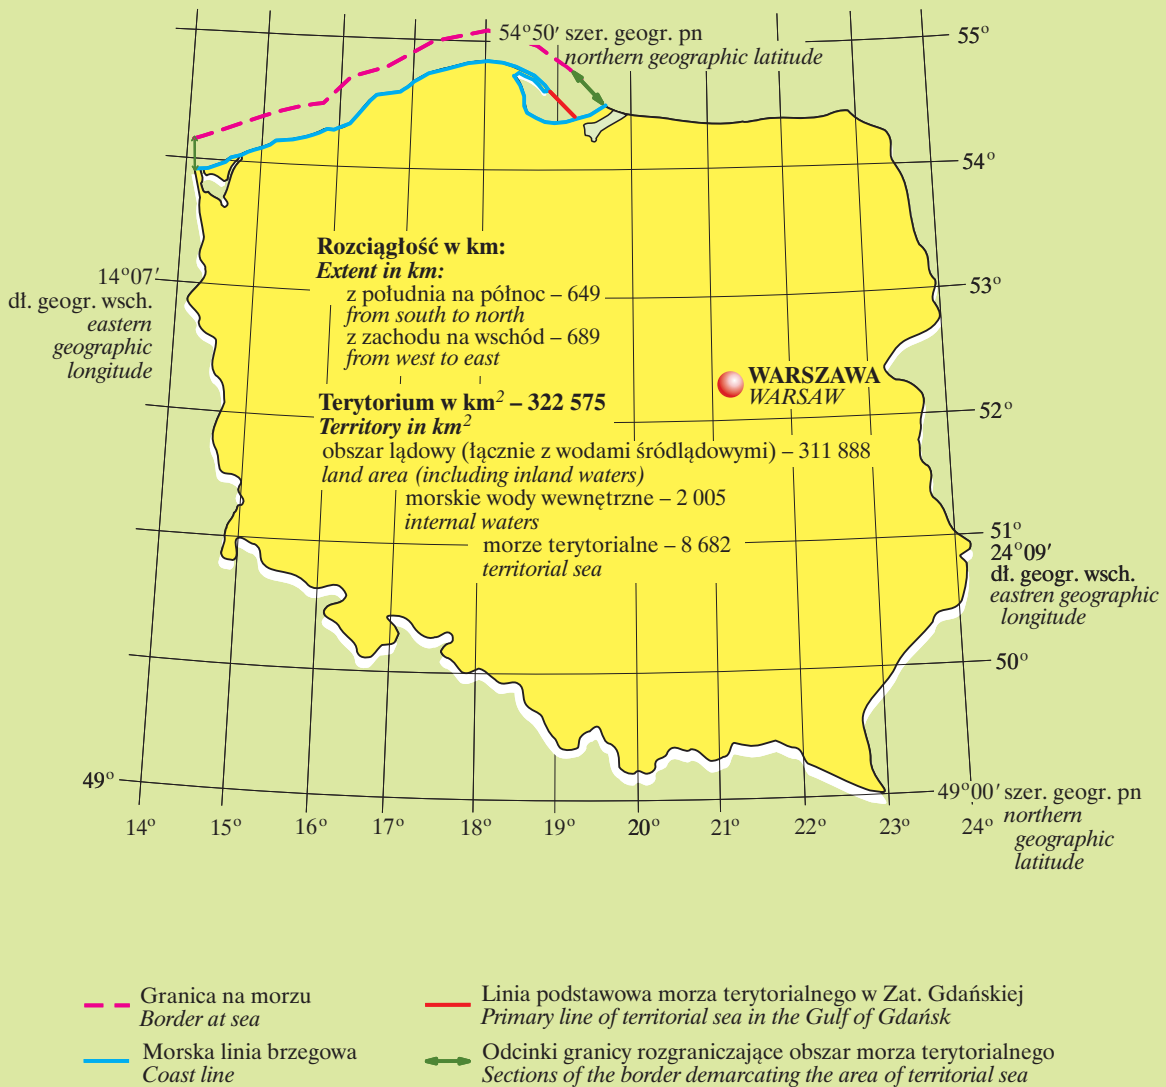 54°50′ szer. geogr. pn
northern geographic latitude
55°
54°
53°
52°
51°
50°
14°07′
dł. geogr. wsch.
eastern
geographic
longitude
Rozciągłość w km:
Extent in km:
z południa na północ – 649
from south to north
z zachodu na wschód – 689
from west to east
WARSZAWA
WARSAW
Terytorium w km² – 322 575
Territory in km²
obszar lądowy (łącznie z wodami śródlądowymi) – 311 888
land area (including inland waters)
morskie wody wewnętrzne – 2 005
internal waters
morze terytorialne – 8 682
territorial sea
24°09′
dł. geogr. wsch.
eastren geographic
longitude
49°
49°00′ szer. geogr. pn
northern
geographic
latitude
14° 15° 16° 17° 18° 19° 20° 21° 22° 23° 24°
Granica na morzu
Border at sea
Morska linia brzegowa
Coast line
Linia podstawowa morza terytorialnego w Zat. Gdańskiej
Primary line of territorial sea in the Gulf of Gdańsk
Odcinki granicy rozgraniczające obszar morza terytorialnego
Sections of the border demarcating the area of territorial sea